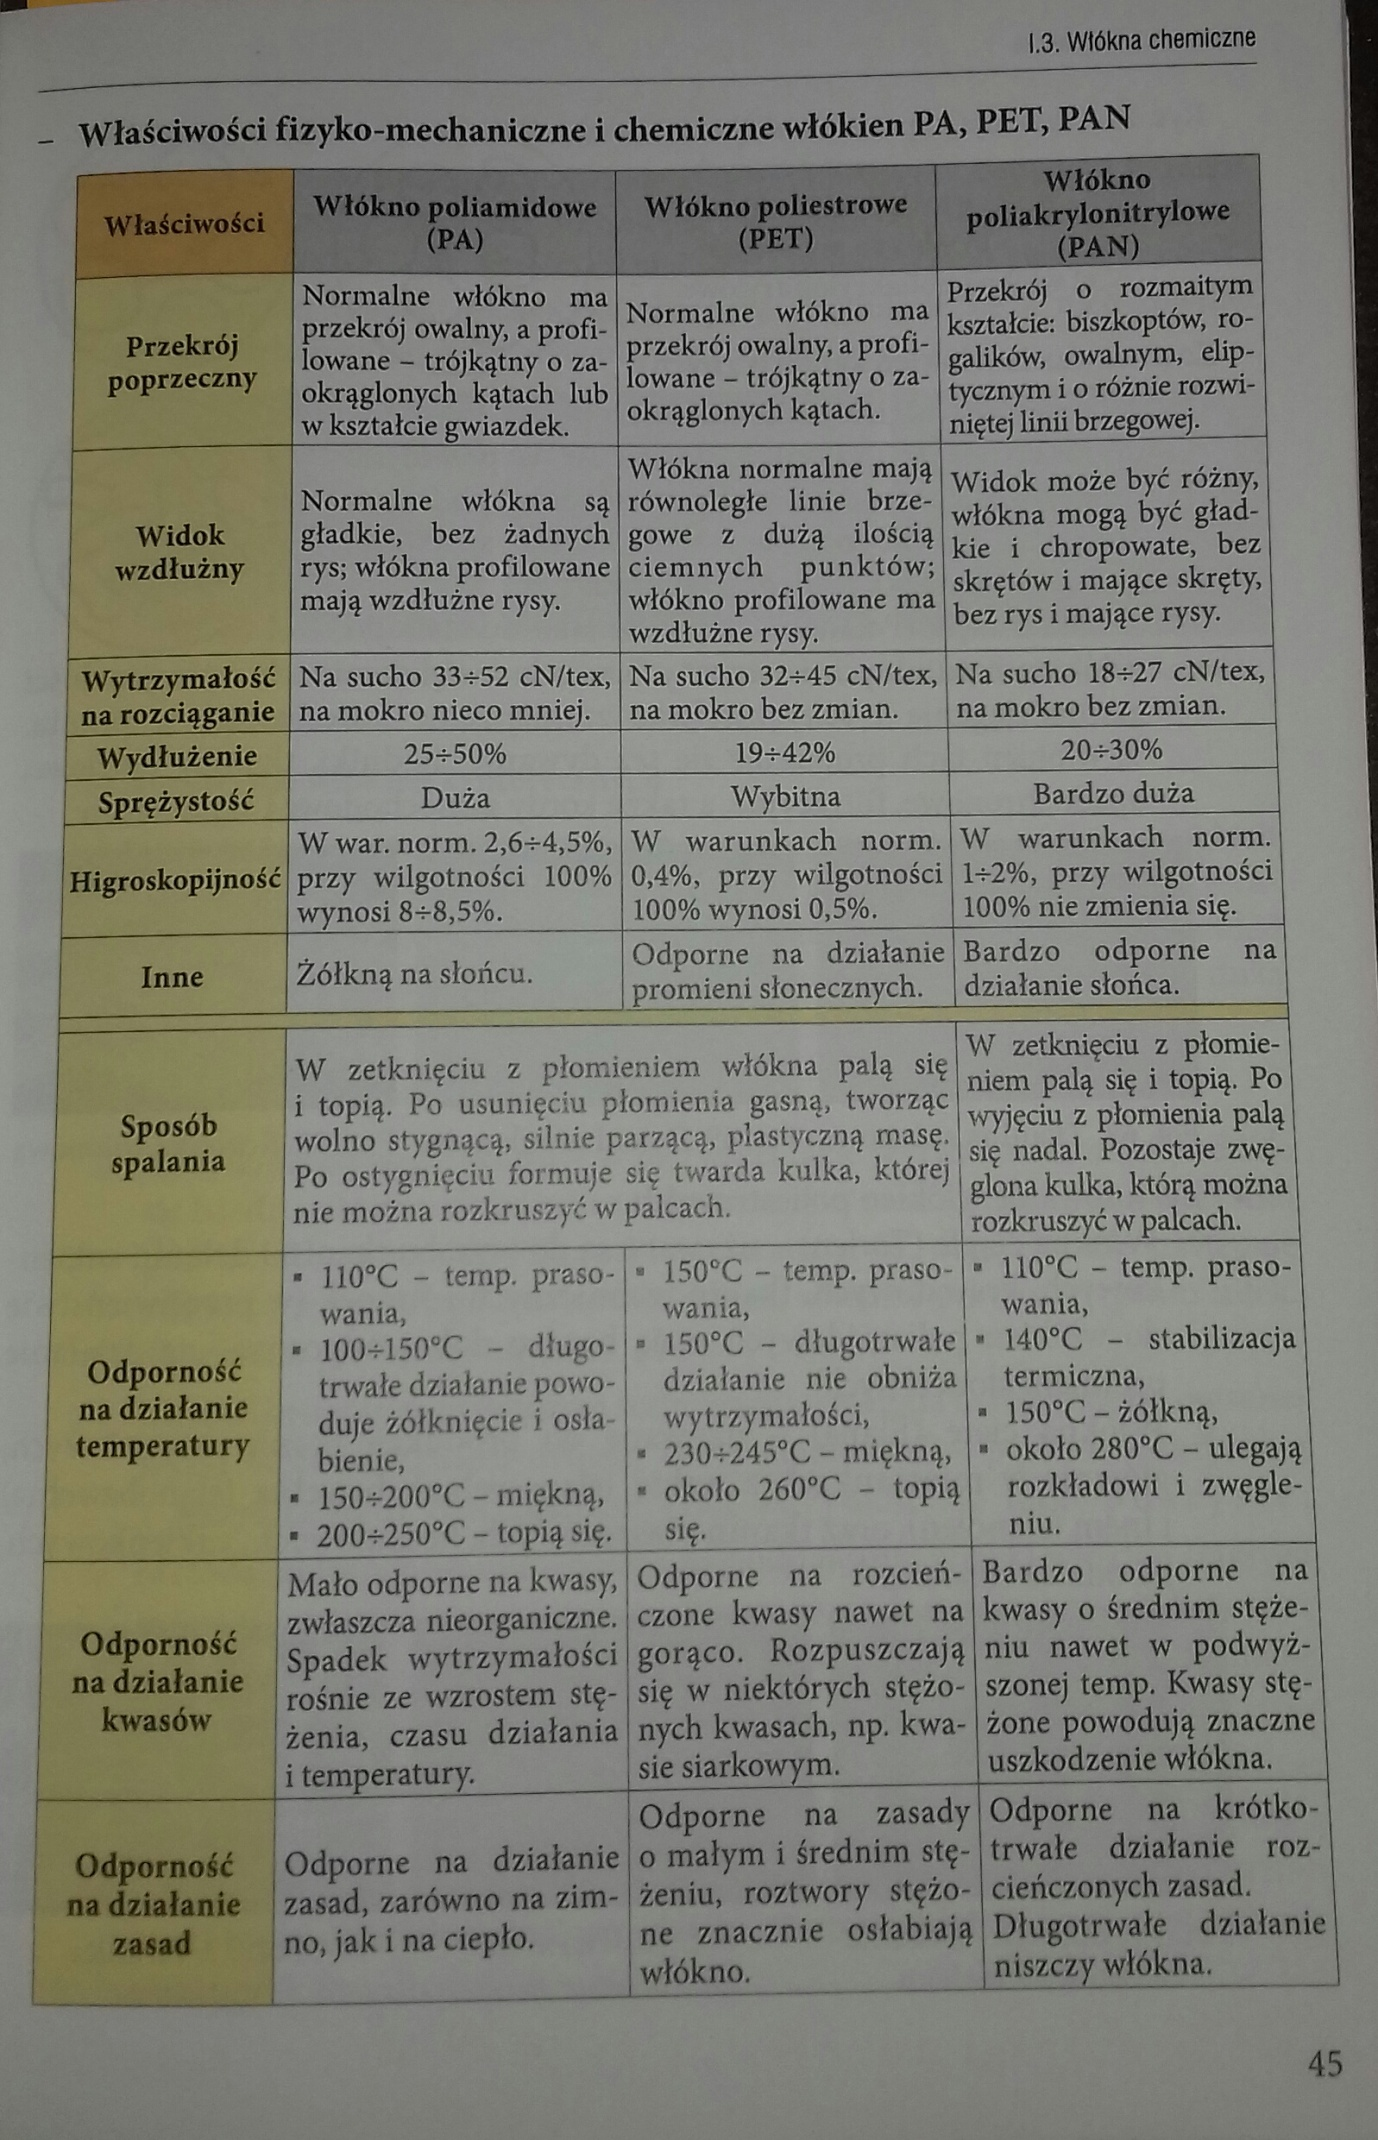 I.3. Włókna chemiczne
– Właściwości fizyko-mechaniczne i chemiczne włókien PA, PET, PAN
Właściwości
Włókno poliamidowe
(PA)
Włókno poliestrowe
(PET)
Włókno
poliakrylonitrylowe
(PAN)
Przekrój
poprzeczny
Normalne włókno ma
przekrój owalny, a profi-
lowane – trójkątny o za-
okrąglonych kątach lub
w kształcie gwiazdek.
Normalne włókno ma
przekrój owalny, a profi-
lowane – trójkątny o za-
okrąglonych kątach.
Przekrój o rozmaitym
kształcie: biszkoptów, ro-
galików, owalnym, elip-
tycznym i o różnie rozwi-
niętej linii brzegowej.
Widok
wzdłużny
Normalne włókna są
gładkie, bez żadnych
rys; włókna profilowane
mają wzdłużne rysy.
Włókna normalne mają
równoległe linie brze-
gowe z dużą ilością
ciemnych punktów;
włókno profilowane ma
wzdłużne rysy.
Widok może być różny,
włókna mogą być gład-
kie i chropowate, bez
skrętów i mające skręty,
bez rys i mające rysy.
Wytrzymałość
na rozciąganie
Na sucho 33÷52 cN/tex,
na mokro nieco mniej.
Na sucho 32÷45 cN/tex,
na mokro bez zmian.
Na sucho 18÷27 cN/tex,
na mokro bez zmian.
Wydłużenie
25÷50%
19÷42%
20÷30%
Sprężystość
Duża
Wybitna
Bardzo duża
Higroskopijność
W war. norm. 2,6÷4,5%,
przy wilgotności 100%
wynosi 8÷8,5%.
W warunkach norm.
0,4%, przy wilgotności
100% wynosi 0,5%.
W warunkach norm.
1÷2%, przy wilgotności
100% nie zmienia się.
Inne
Żółkną na słońcu.
Odporne na działanie
promieni słonecznych.
Bardzo odporne na
działanie słońca.
Sposób
spalania
W zetknięciu z płomieniem włókna palą się
i topią. Po usunięciu płomienia gasną, tworząc
wolno stygnącą, silnie parzącą, plastyczną masę.
Po ostygnięciu formuje się twarda kulka, której
nie można rozkruszyć w palcach.
W zetknięciu z płomie-
niem palą się i topią. Po
wyjęciu z płomienia palą
się nadal. Pozostaje zwę-
glona kulka, którą można
rozkruszyć w palcach.
Odporność
na działanie
temperatury
▪ 110°C – temp. praso-
wania,
▪ 100÷150°C – długo-
trwałe działanie powo-
duje żółknięcie i osła-
bienie,
▪ 150÷200°C – miękną,
▪ 200÷250°C – topią się.
▪ 150°C – temp. praso-
wania,
▪ 150°C – długotrwałe
działanie nie obniża
wytrzymałości,
▪ 230÷245°C – miękną,
▪ około 260°C – topią
się.
▪ 110°C – temp. praso-
wania,
▪ 140°C – stabilizacja
termiczna,
▪ 150°C – żółkną,
▪ około 280°C – ulegają
rozkładowi i zwęgle-
niu.
Odporność
na działanie
kwasów
Mało odporne na kwasy,
zwłaszcza nieorganiczne.
Spadek wytrzymałości
rośnie ze wzrostem stę-
żenia, czasu działania
i temperatury.
Odporne na rozcień-
czone kwasy nawet na
gorąco. Rozpuszczają
się w niektórych stężo-
nych kwasach, np. kwa-
sie siarkowym.
Bardzo odporne na
kwasy o średnim stęże-
niu nawet w podwyż-
szonej temp. Kwasy stę-
żone powodują znaczne
uszkodzenie włókna.
Odporność
na działanie
zasad
Odporne na działanie
zasad, zarówno na zim-
no, jak i na ciepło.
Odporne na zasady
o małym i średnim stę-
żeniu, roztwory stężo-
ne znacznie osłabiają
włókno.
Odporne na krótko-
trwałe działanie roz-
cieńczonych zasad.
Długotrwałe działanie
niszczy włókna.
45